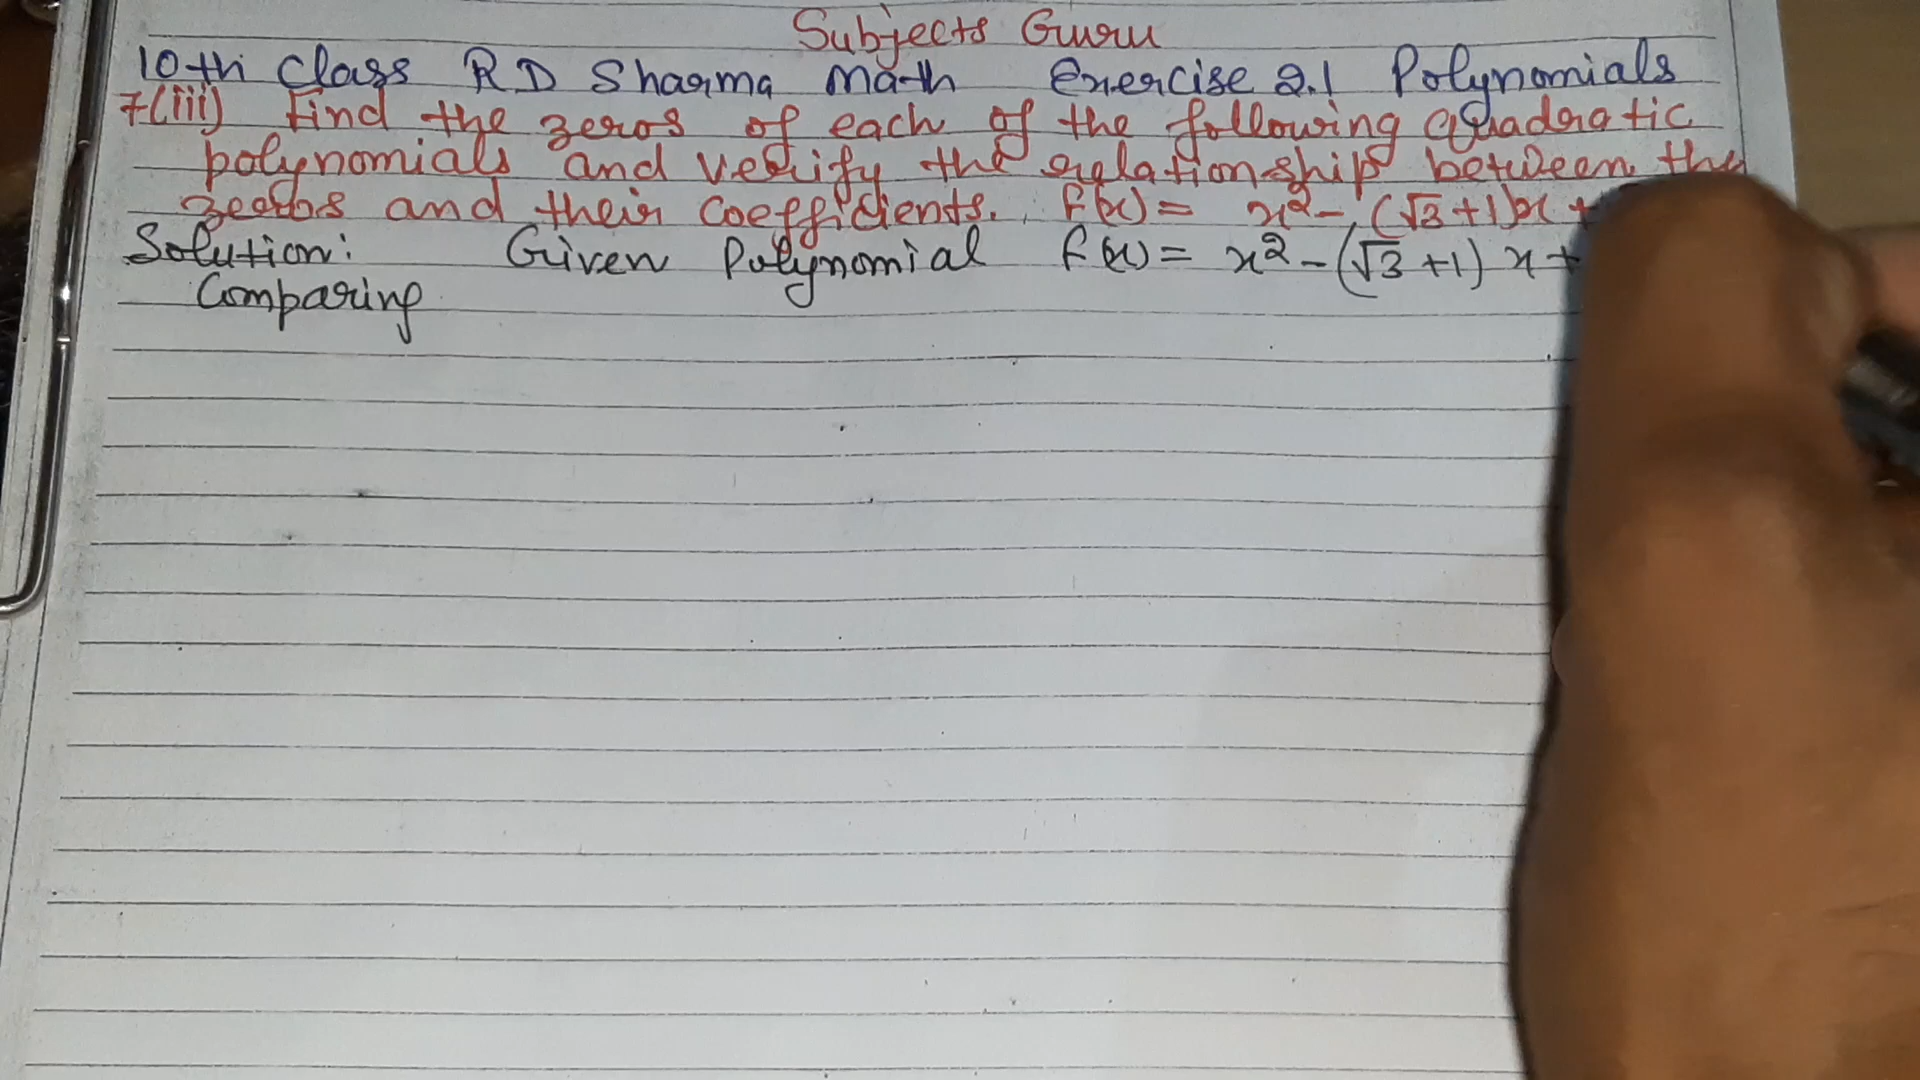 Subjects Guru
10th Class RD Sharma Math Exercise 2.1 Polynomials
7(iii) Find the zeros of each of the following quadratic
polynomials and verify the relationship between the
zeros and their coefficients. f(x) = x² - (√3+1)x +
Solution: Given Polynomial f(x) = x² - (√3+1) x +
Comparing